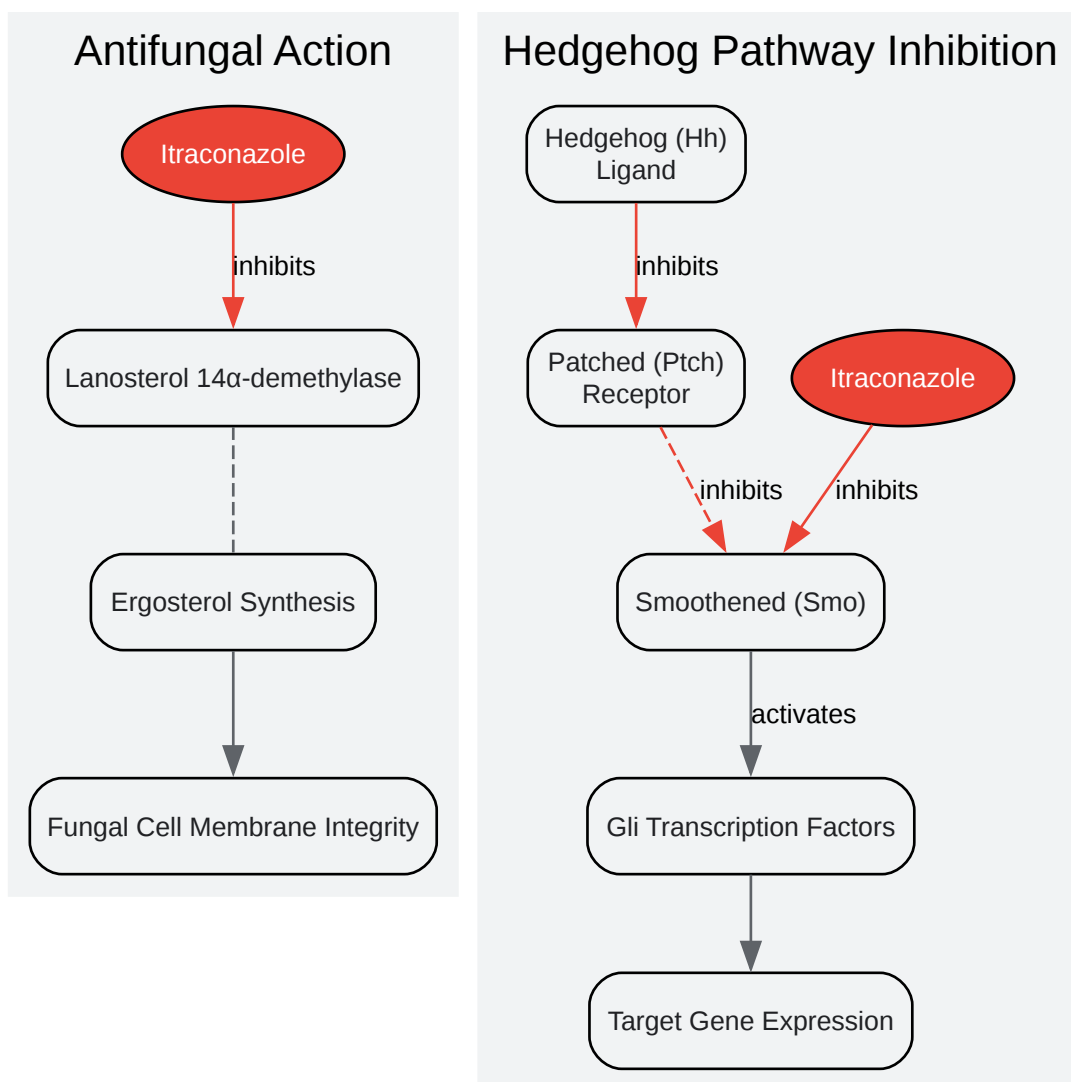 Antifungal Action
Itraconazole
inhibits
Lanosterol 14α-demethylase
Ergosterol Synthesis
Fungal Cell Membrane Integrity
Hedgehog Pathway Inhibition
Hedgehog (Hh)
Ligand
inhibits
Patched (Ptch)
Receptor
Itraconazole
inhibits
inhibits
Smoothened (Smo)
activates
Gli Transcription Factors
Target Gene Expression